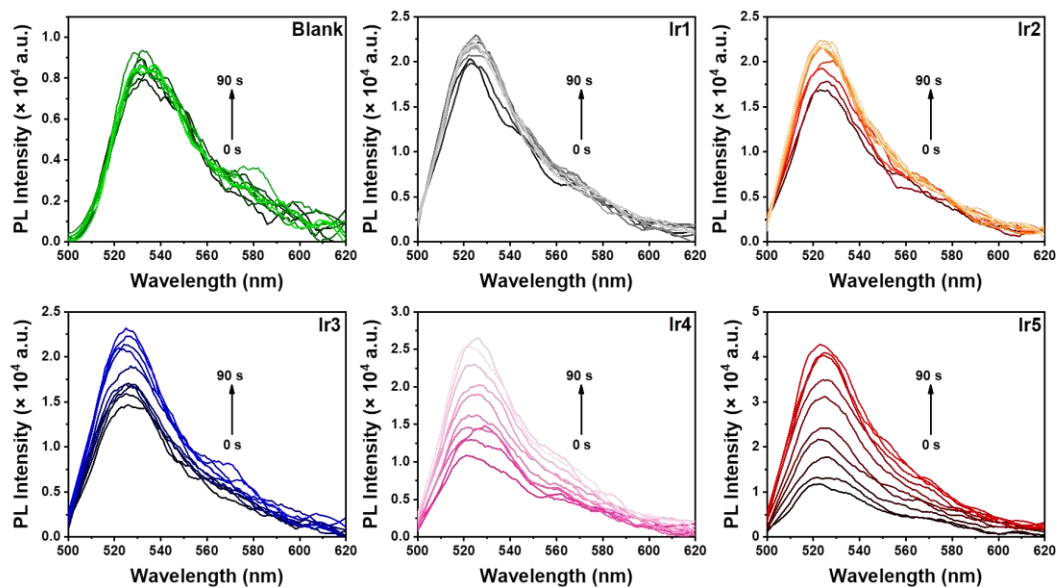 Blank
PL Intensity (× 10⁴ a.u.)
1.0
0.8
0.6
0.4
0.2
0.0
90 s
0 s
500 520 540 560 580 600 620
Wavelength (nm)
Ir1
PL Intensity (× 10⁴ a.u.)
2.5
2.0
1.5
1.0
0.5
0.0
90 s
0 s
500 520 540 560 580 600 620
Wavelength (nm)
Ir2
PL Intensity (× 10⁴ a.u.)
2.5
2.0
1.5
1.0
0.5
0.0
90 s
0 s
500 520 540 560 580 600 620
Wavelength (nm)
Ir3
PL Intensity (× 10⁴ a.u.)
2.5
2.0
1.5
1.0
0.5
0.0
90 s
0 s
500 520 540 560 580 600 620
Wavelength (nm)
Ir4
PL Intensity (× 10⁴ a.u.)
3.0
2.5
2.0
1.5
1.0
0.5
0.0
90 s
0 s
500 520 540 560 580 600 620
Wavelength (nm)
Ir5
PL Intensity (× 10⁴ a.u.)
5
4
3
2
1
0
90 s
0 s
500 520 540 560 580 600 620
Wavelength (nm)